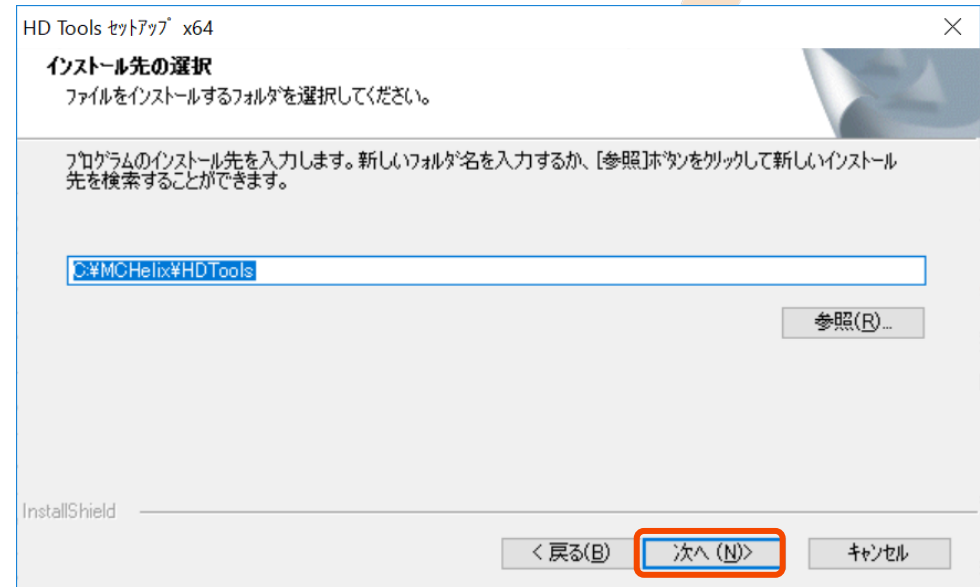 HD Tools ｾｯﾄｱｯﾌﾟ x64
インストール先の選択
ファイルをインストールするフォルダを選択してください。
プログラムのインストール先を入力します。新しいフォルダ名を入力するか、[参照]ボタンをクリックして新しいインストール
先を検索することができます。
C:¥MCHelix¥HDTools
参照(R)...
InstallShield
< 戻る(B)
次へ (N)>
キャンセル